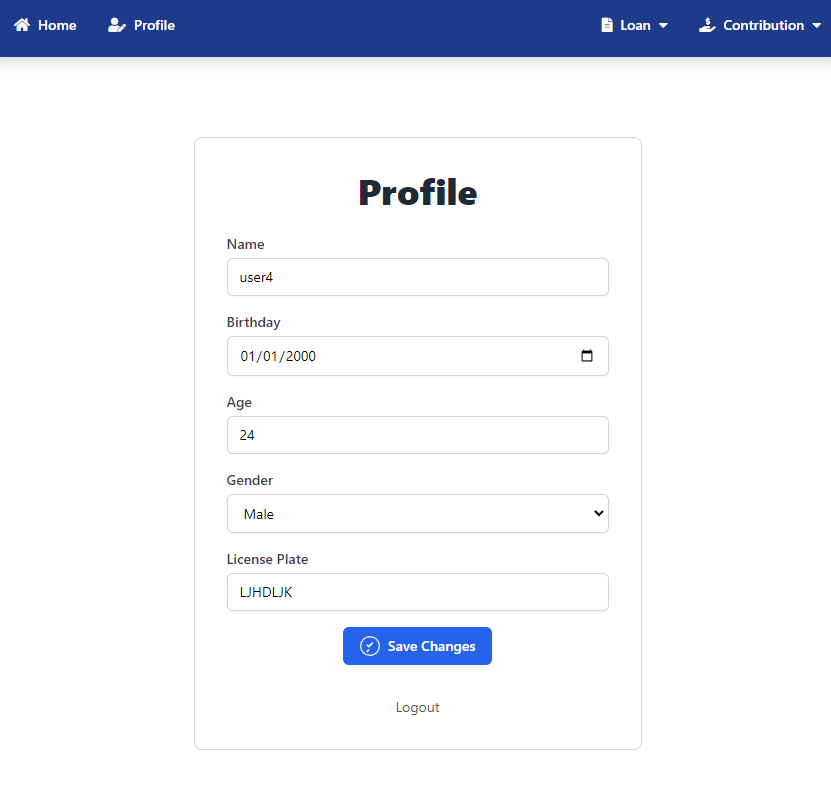 Home Profile Loan Contribution
Profile
Name
user4
Birthday
01/01/2000
Age
24
Gender
Male
License Plate
LJHDLJK
Save Changes
Logout